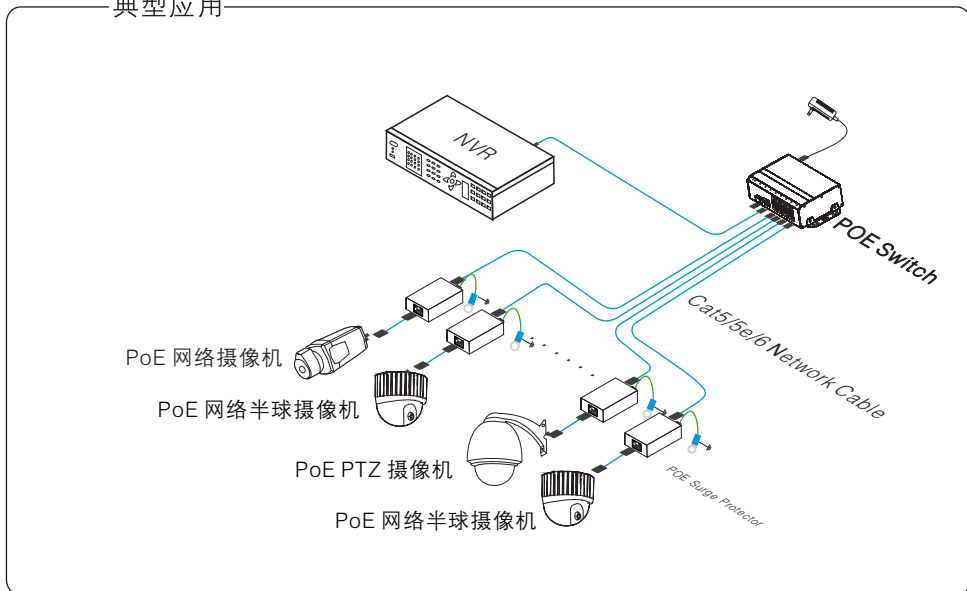 典型应用
NVR
POE Switch
Cat5/5e/6 Network Cable
PoE 网络摄像机
PoE 网络半球摄像机
PoE PTZ 摄像机
POE Surge Protector
PoE 网络半球摄像机